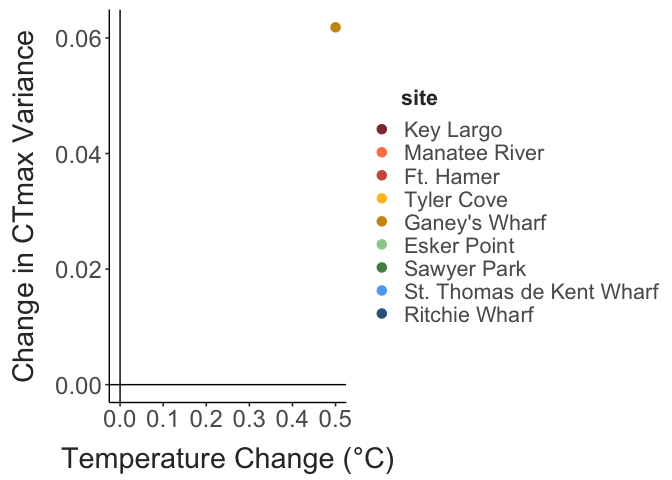 Change in CTmax Variance
0.06
0.04
0.02
0.00
0.0 0.1 0.2 0.3 0.4 0.5
Temperature Change (°C)
site
Key Largo
Manatee River
Ft. Hamer
Tyler Cove
Ganey's Wharf
Esker Point
Sawyer Park
St. Thomas de Kent Wharf
Ritchie Wharf